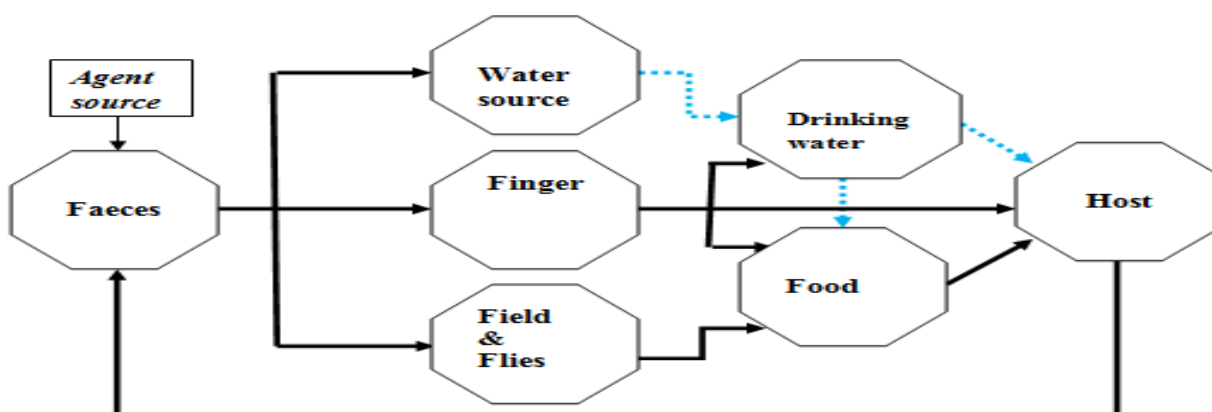 Agent
source
Faeces
Water
source
Finger
Field
&
Flies
Drinking
water
Food
Host